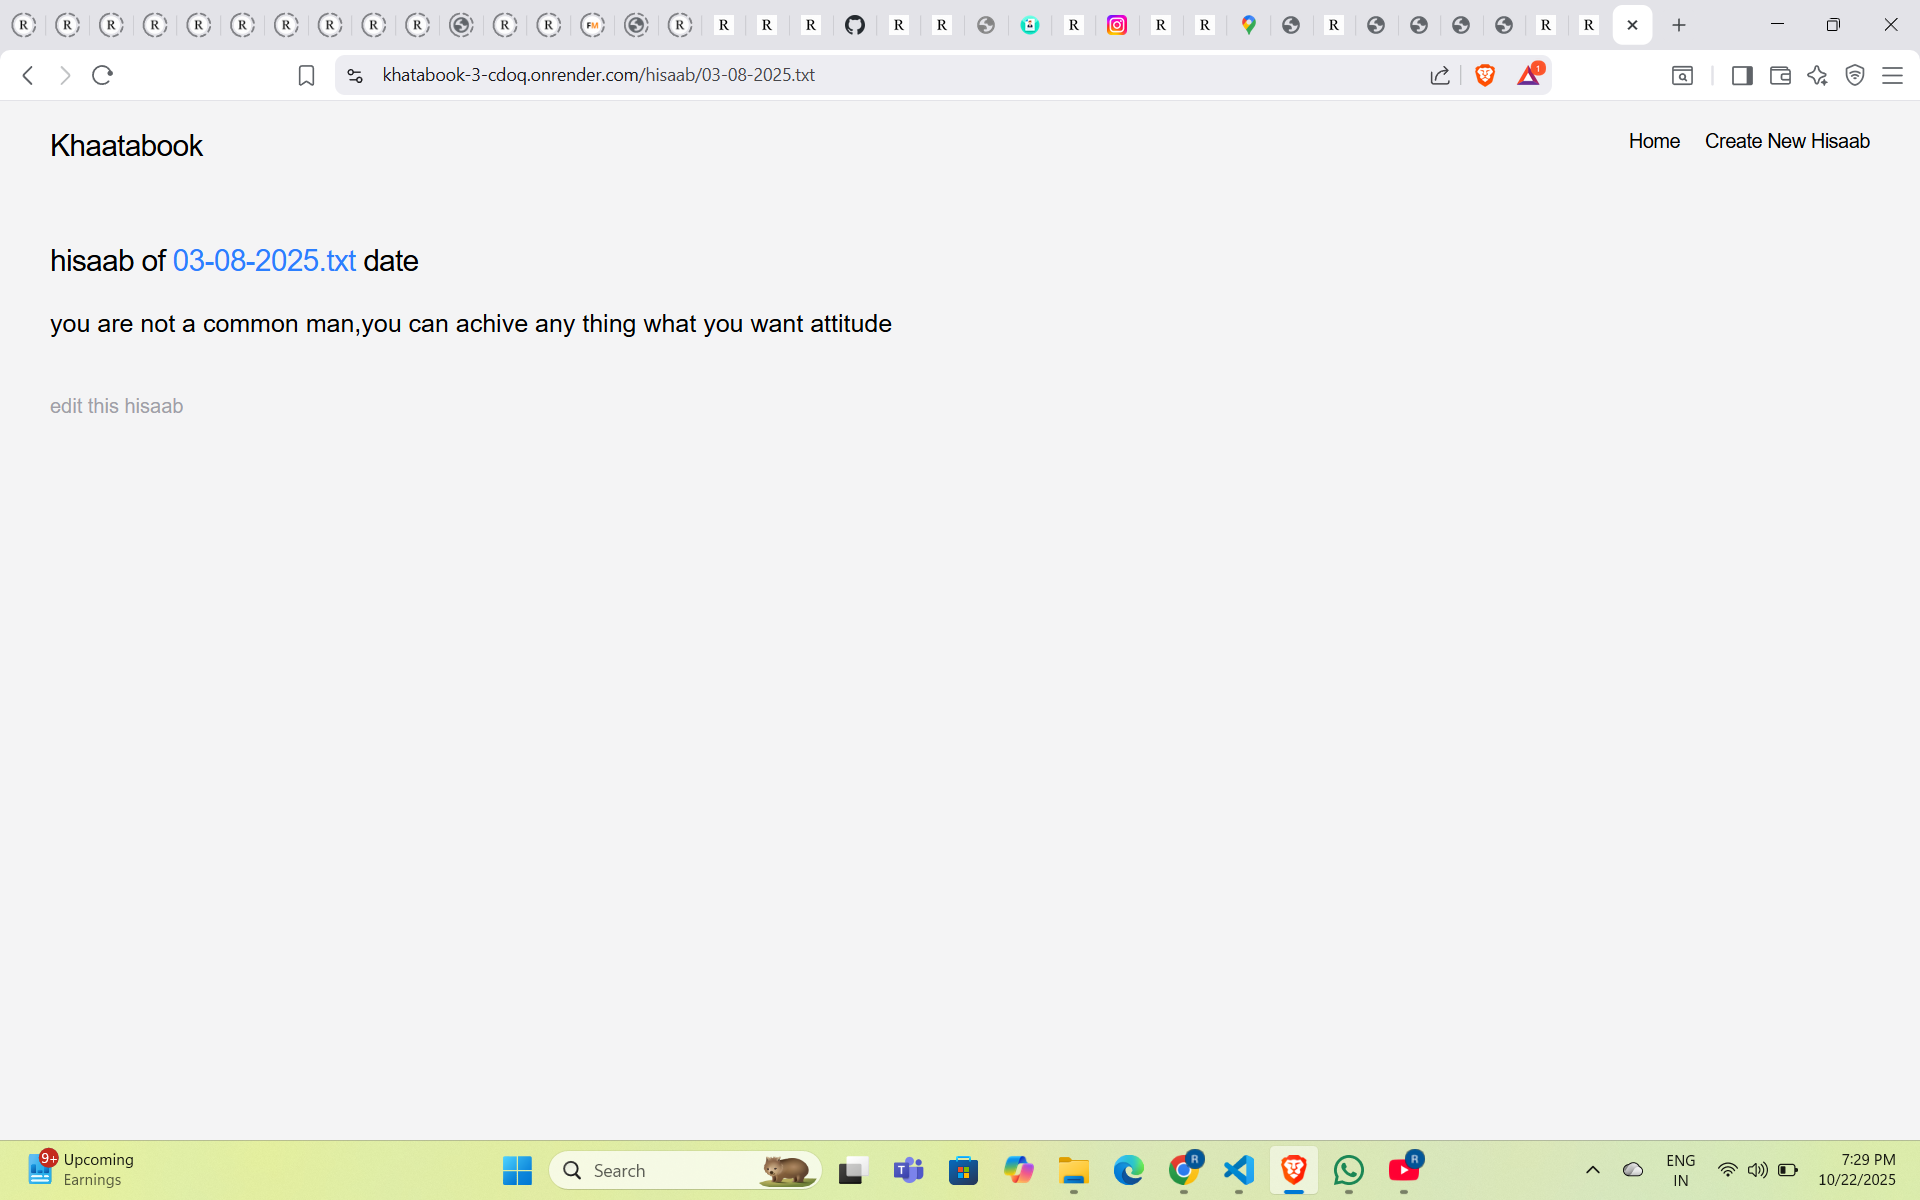 khatabook-3-cdoq.onrender.com/hisaab/03-08-2025.txt
1
Khaatabook
Home
Create New Hisaab
hisaab of 03-08-2025.txt date
you are not a common man,you can achive any thing what you want attitude
edit this hisaab
9+
Upcoming
Earnings
Search
ENG
IN
7:29 PM
10/22/2025